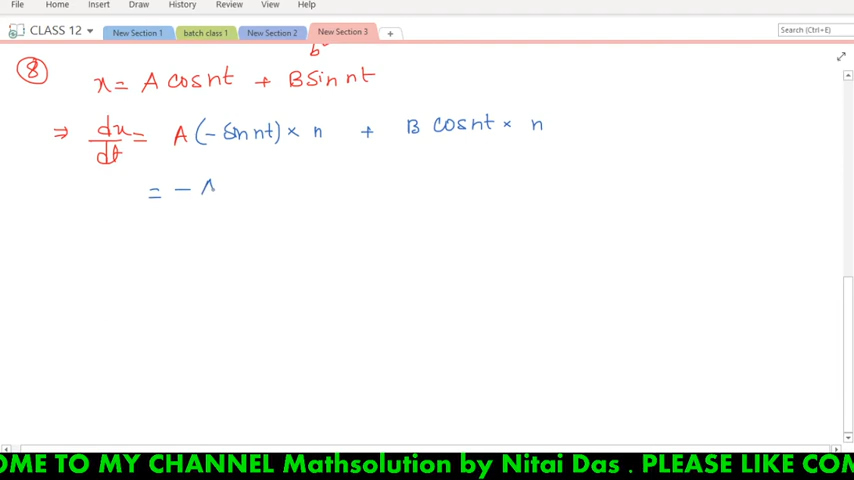 File Home Insert Draw History Review View Help
CLASS 12 New Section 1 batch class 1 New Section 2 New Section 3 + Search (Ctrl+E)
⑧ x = A cos nt + B sin nt
⇒ dx/dt = A (- sin nt) × n + B cos nt × n
= - A
OME TO MY CHANNEL Mathsolution by Nitai Das . PLEASE LIKE COM